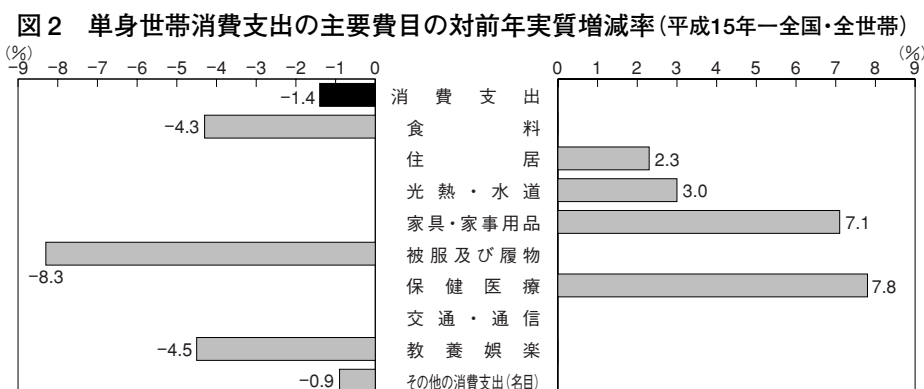 図2 単身世帯消費支出の主要費目の対前年実質増減率(平成15年ー全国・全世帯)
(%) (%)
−9 −8 −7 −6 −5 −4 −3 −2 −1 0 0 1 2 3 4 5 6 7 8 9
−1.4 消費支出
−4.3 食料
住居 2.3
光熱・水道 3.0
家具・家事用品 7.1
被服及び履物
−8.3
保健医療 7.8
交通・通信
−4.5 教養娯楽
−0.9 その他の消費支出(名目)